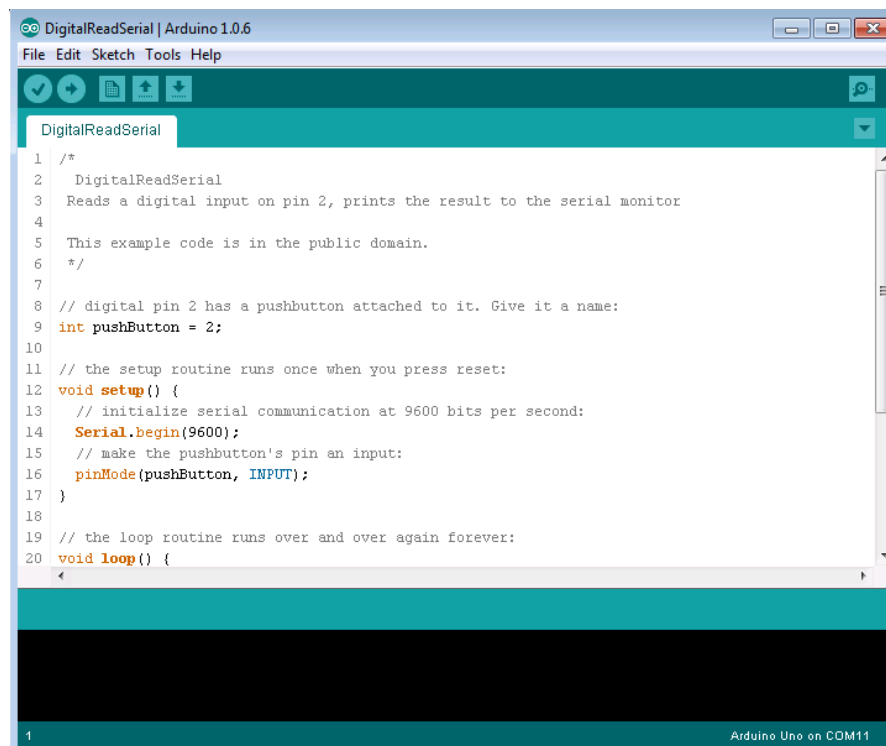 DigitalReadSerial | Arduino 1.0.6
File Edit Sketch Tools Help
DigitalReadSerial
1 /*
2   DigitalReadSerial
3  Reads a digital input on pin 2, prints the result to the serial monitor
4
5  This example code is in the public domain.
6  */
7
8 // digital pin 2 has a pushbutton attached to it. Give it a name:
9 int pushButton = 2;
10
11 // the setup routine runs once when you press reset:
12 void setup() {
13   // initialize serial communication at 9600 bits per second:
14   Serial.begin(9600);
15   // make the pushbutton's pin an input:
16   pinMode(pushButton, INPUT);
17 }
18
19 // the loop routine runs over and over again forever:
20 void loop() {
1 Arduino Uno on COM11